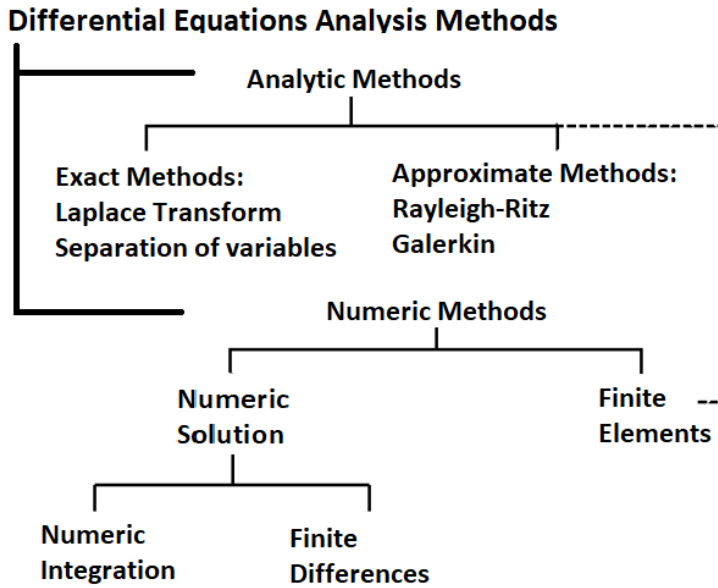 Differential Equations Analysis Methods
Analytic Methods
Exact Methods:
Laplace Transform
Separation of variables
Approximate Methods:
Rayleigh-Ritz
Galerkin
Numeric Methods
Numeric
Solution
Finite
Elements
Numeric
Integration
Finite
Differences